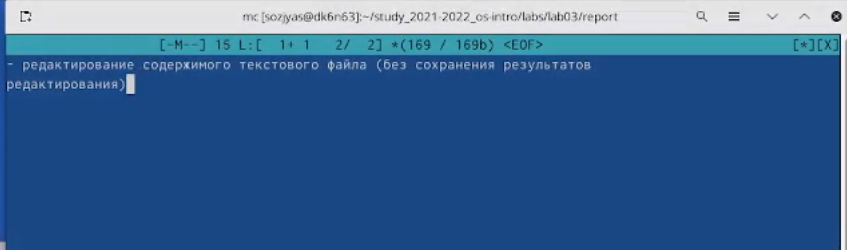 mc [sozjyas@dk6n63]:~/study_2021-2022_os-intro/labs/lab03/report
[-M--] 15 L:[ 1+ 1 2/ 2] *(169 / 169b) <EOF> [*][X]
- редактирование содержимого текстового файла (без сохранения результатов
редактирования)